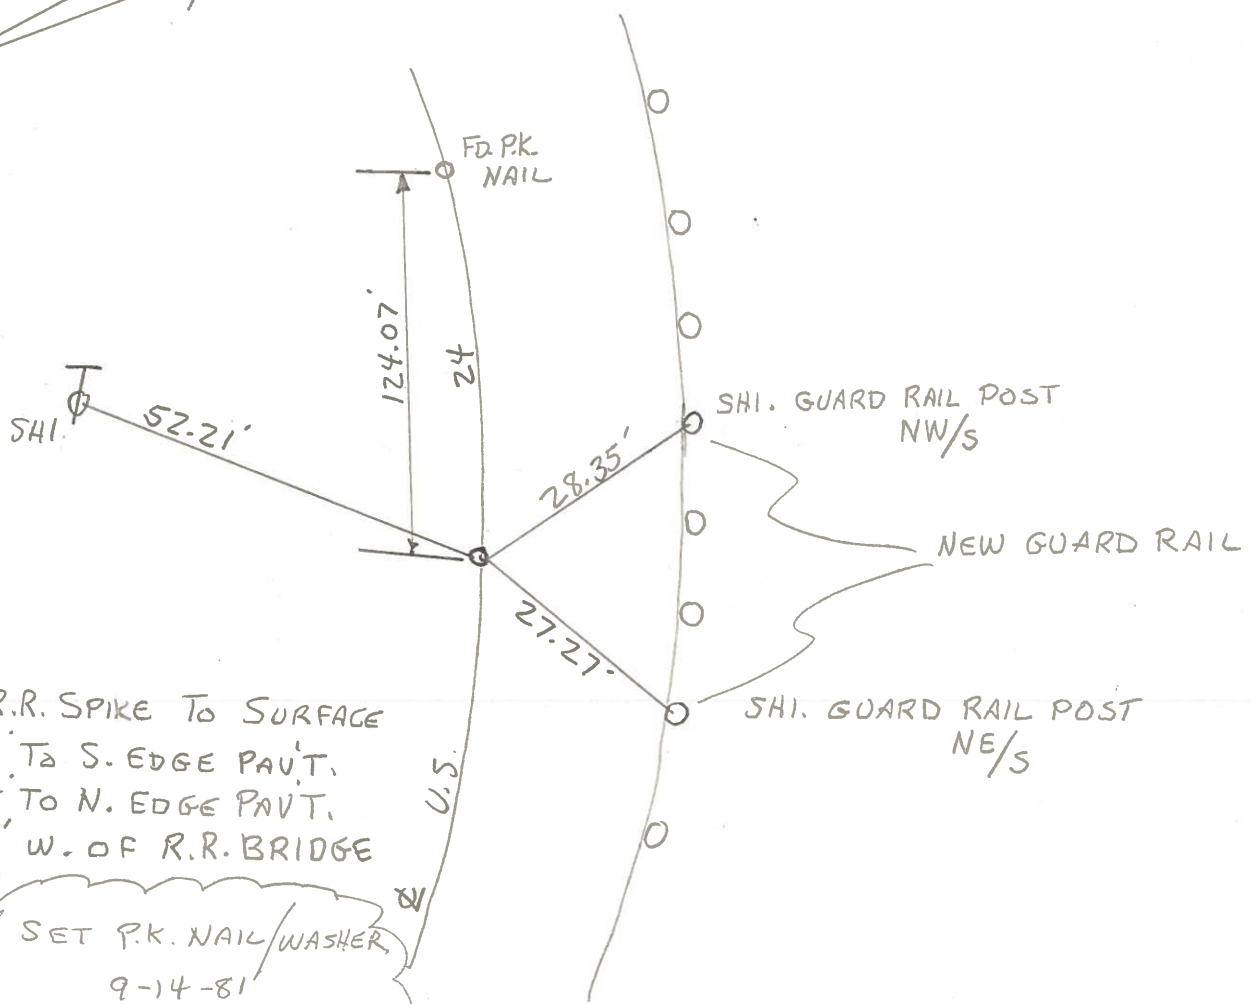 FD. P.K.
NAIL
124.07'
24
SHI.
52.21'
28.35'
SHI. GUARD RAIL POST
NW/S
NEW GUARD RAIL
27.27'
SHI. GUARD RAIL POST
NE/S
R.R. SPIKE TO SURFACE
TO S. EDGE PAV'T.
TO N. EDGE PAV'T.
W. OF R.R. BRIDGE
U.S.
℄
SET P.K. NAIL/WASHER
9-14-81